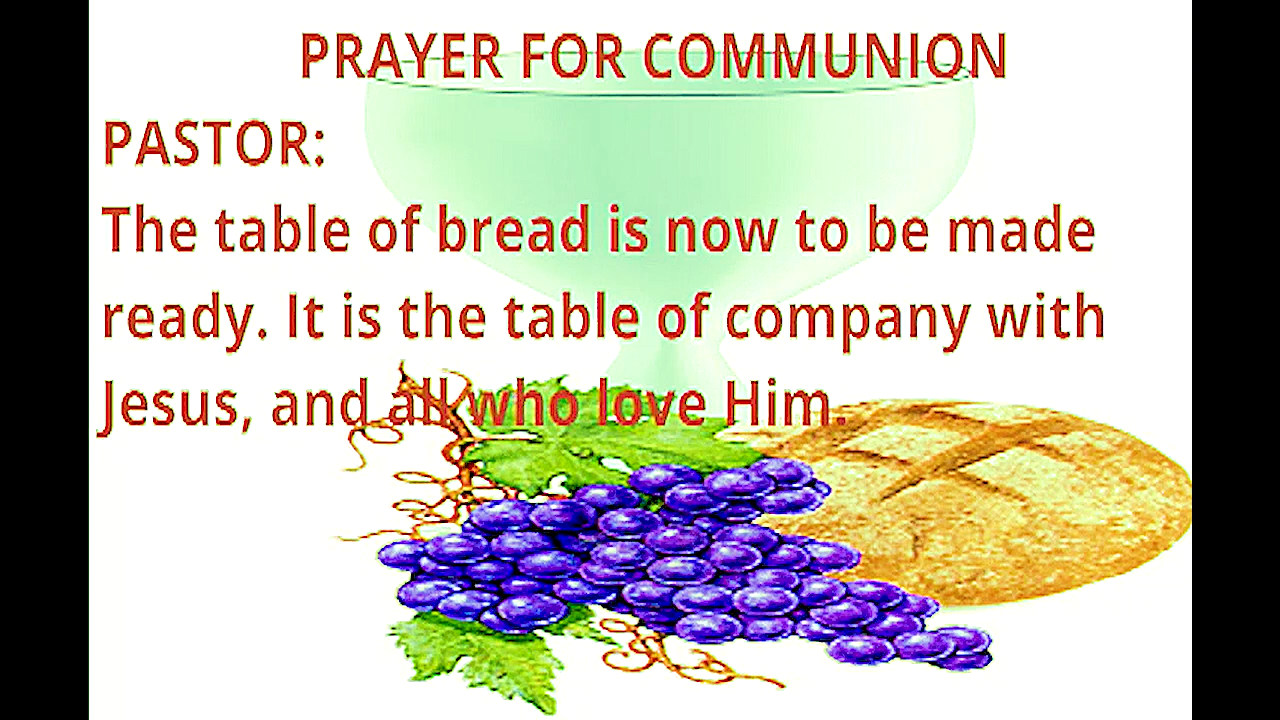 PRAYER FOR COMMUNION
PASTOR:
The table of bread is now to be made
ready. It is the table of company with
Jesus, and all who love Him.